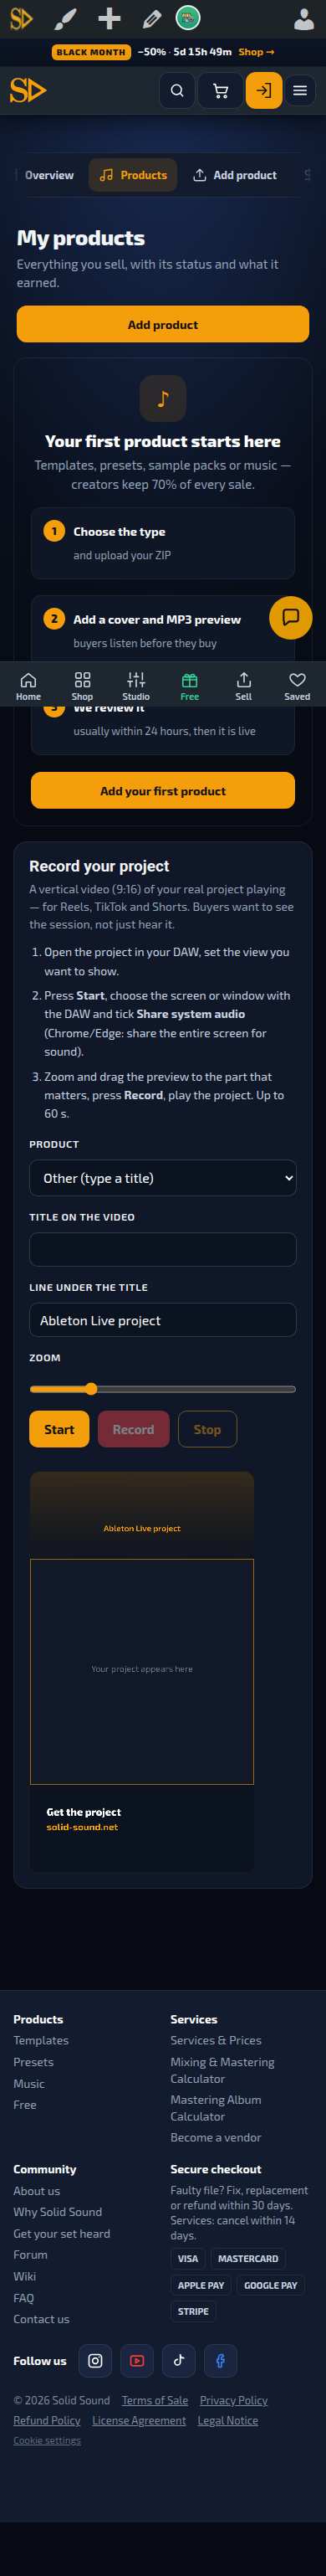 BLACK MONTH −50% · 5d 15h 49m Shop →
Overview
Products
Add product
My products
Everything you sell, with its status and what it
earned.
Add product
Your first product starts here
Templates, presets, sample packs or music —
creators keep 70% of every sale.
1 Choose the type
and upload your ZIP
2 Add a cover and MP3 preview
buyers listen before they buy
Home
Shop
Studio
Free
Sell
Saved
3 We review it
usually within 24 hours, then it is live
Add your first product
Record your project
A vertical video (9:16) of your real project playing
— for Reels, TikTok and Shorts. Buyers want to see
the session, not just hear it.
1. Open the project in your DAW, set the view you
want to show.
2. Press Start, choose the screen or window with
the DAW and tick Share system audio
(Chrome/Edge: share the entire screen for
sound).
3. Zoom and drag the preview to the part that
matters, press Record, play the project. Up to
60 s.
PRODUCT
Other (type a title)
TITLE ON THE VIDEO
LINE UNDER THE TITLE
Ableton Live project
ZOOM
Start
Record
Stop
Ableton Live project
Your project appears here
Get the project
solid-sound.net
Products
Templates
Presets
Music
Free
Services
Services & Prices
Mixing & Mastering
Calculator
Mastering Album
Calculator
Become a vendor
Community
About us
Why Solid Sound
Get your set heard
Forum
Wiki
FAQ
Contact us
Secure checkout
Faulty file? Fix, replacement
or refund within 30 days.
Services: cancel within 14
days.
VISA
MASTERCARD
APPLE PAY
GOOGLE PAY
STRIPE
Follow us
© 2026 Solid Sound Terms of Sale Privacy Policy
Refund Policy License Agreement Legal Notice
Cookie settings